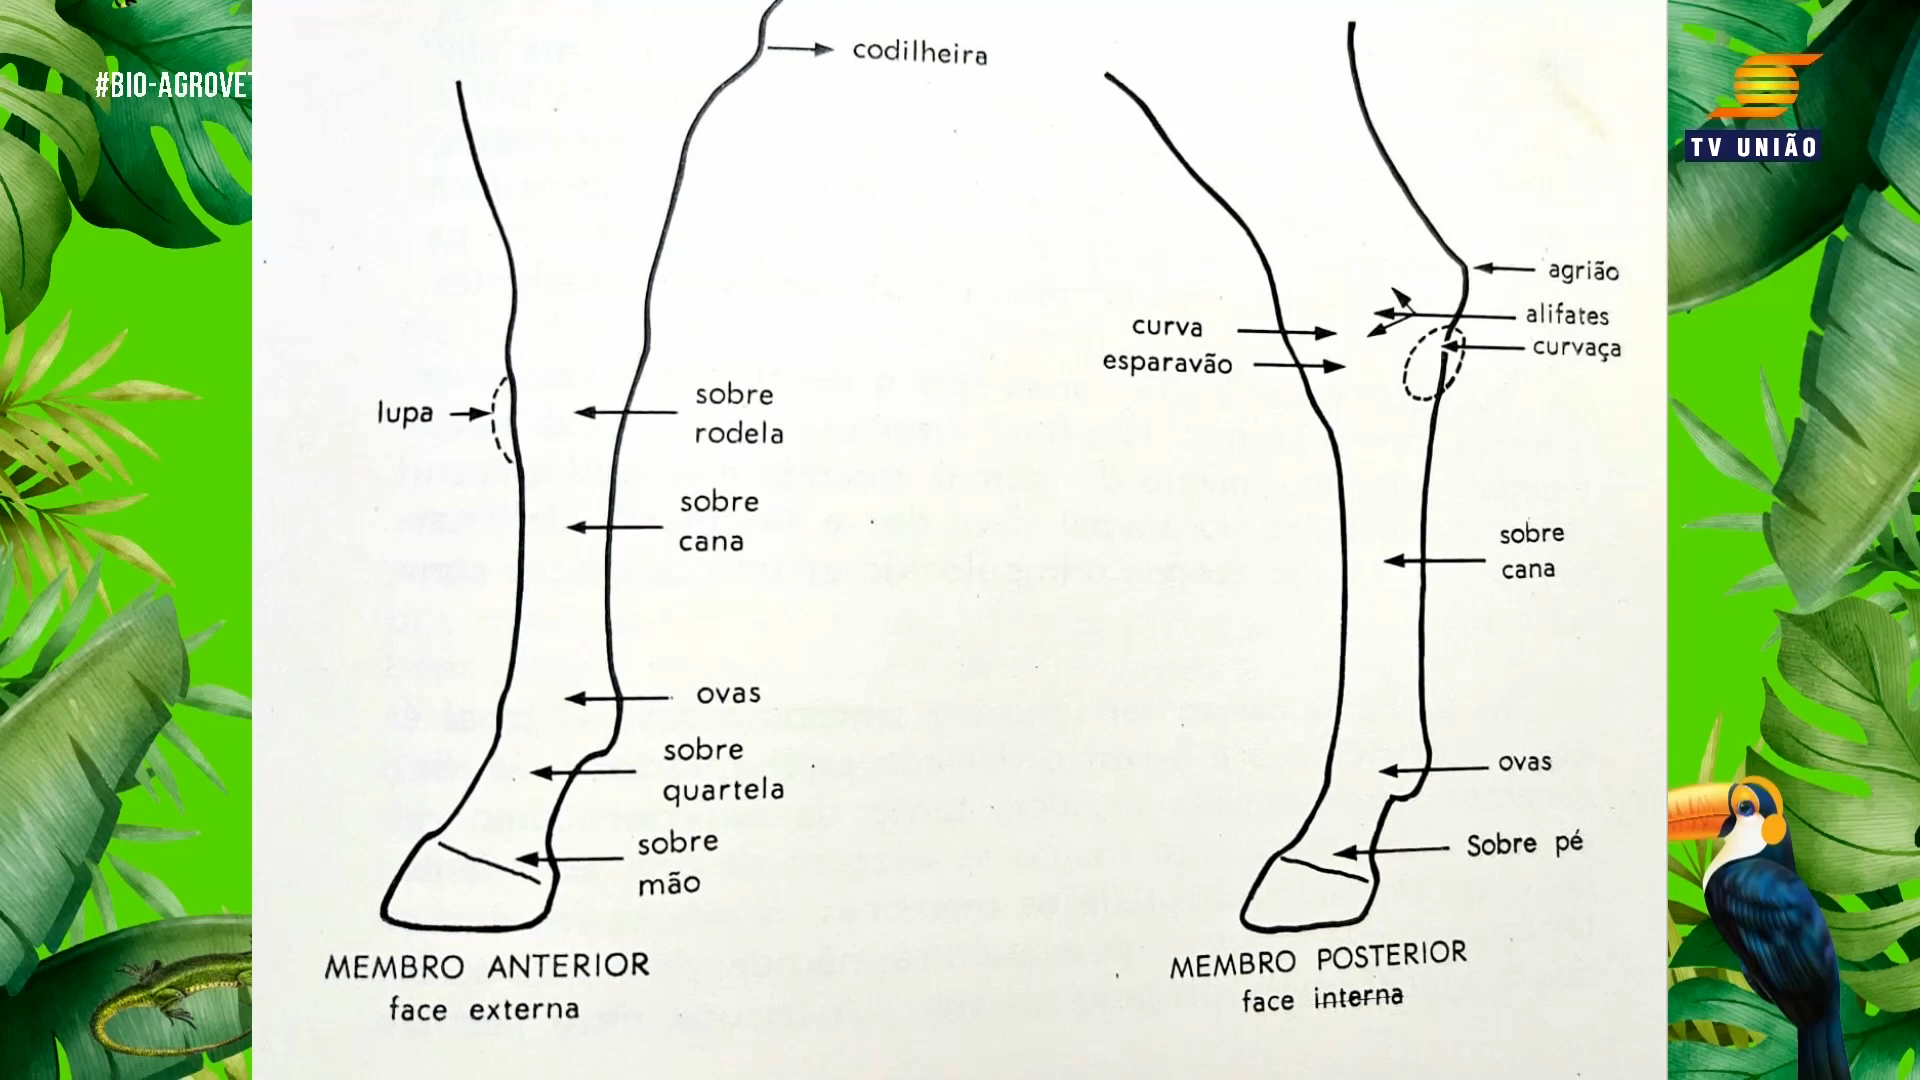 #BIO-AGROVET
TV UNIÃO
codilheira
lupa
sobre
rodela
sobre
cana
ovas
sobre
quartela
sobre
mão
MEMBRO ANTERIOR
face externa
agrião
alifates
curvaça
curva
esparavão
sobre
cana
ovas
Sobre pé
MEMBRO POSTERIOR
face interna